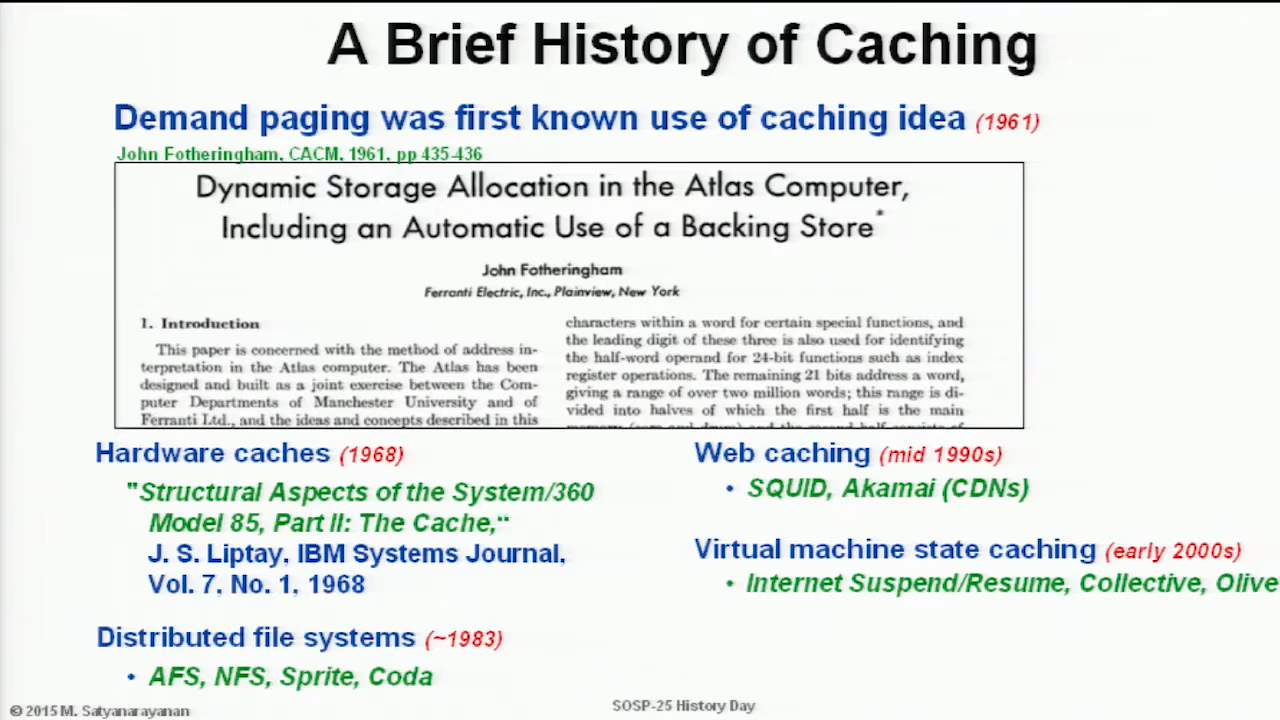 A Brief History of Caching
Demand paging was first known use of caching idea (1961)
John Fotheringham, CACM, 1961, pp 435-436
Dynamic Storage Allocation in the Atlas Computer,
Including an Automatic Use of a Backing Store*
John Fotheringham
Ferranti Electric, Inc., Plainview, New York
1. Introduction
This paper is concerned with the method of address in-
terpretation in the Atlas computer. The Atlas has been
designed and built as a joint exercise between the Com-
puter Departments of Manchester University and of
Ferranti Ltd., and the ideas and concepts described in this
characters within a word for certain special functions, and
the leading digit of these three is also used for identifying
the half-word operand for 24-bit functions such as index
register operations. The remaining 21 bits address a word,
giving a range of over two million words; this range is di-
vided into halves of which the first half is the main
memory (core and drum) and the second half consists of
Hardware caches (1968)
"Structural Aspects of the System/360
Model 85, Part II: The Cache,"
J. S. Liptay, IBM Systems Journal,
Vol. 7, No. 1, 1968
Distributed file systems (~1983)
• AFS, NFS, Sprite, Coda
Web caching (mid 1990s)
• SQUID, Akamai (CDNs)
Virtual machine state caching (early 2000s)
• Internet Suspend/Resume, Collective, Olive
© 2015 M. Satyanarayanan
SOSP-25 History Day